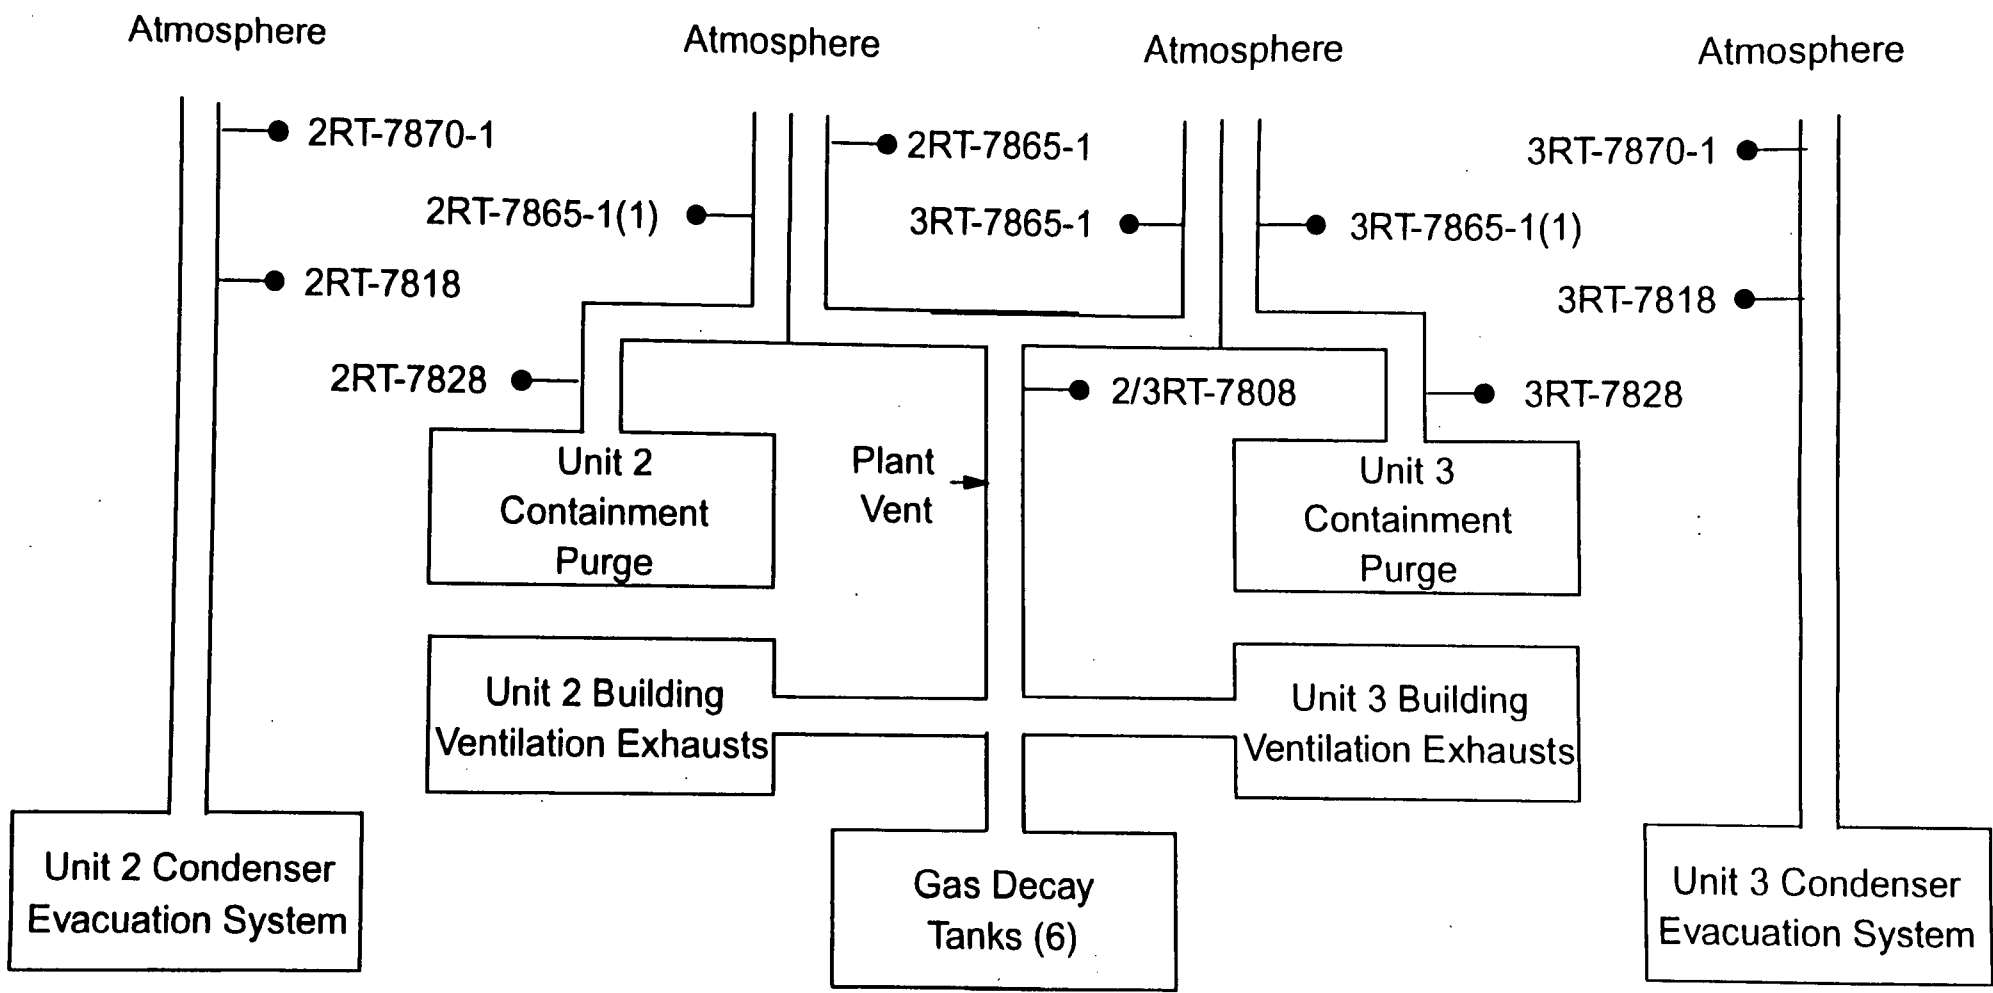 Atmosphere
Atmosphere
Atmosphere
Atmosphere
2RT-7870-1
2RT-7865-1
3RT-7870-1
2RT-7865-1(1)
3RT-7865-1
3RT-7865-1(1)
2RT-7818
3RT-7818
2RT-7828
2/3RT-7808
3RT-7828
Unit 2
Containment
Purge
Plant
Vent
Unit 3
Containment
Purge
Unit 2 Building
Ventilation Exhausts
Unit 3 Building
Ventilation Exhausts
Unit 2 Condenser
Evacuation System
Gas Decay
Tanks (6)
Unit 3 Condenser
Evacuation System